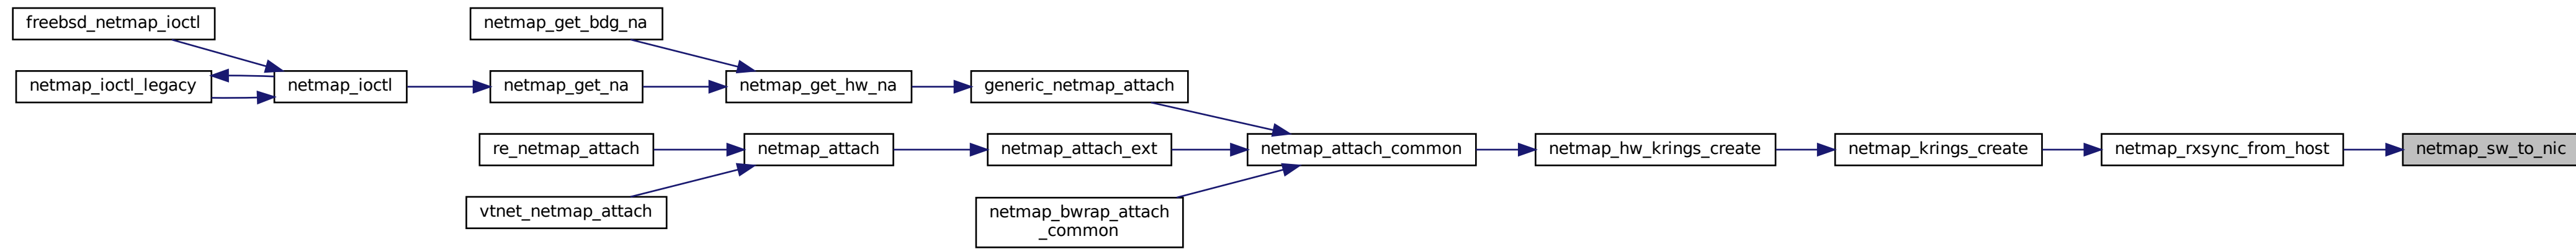 freebsd_netmap_ioctl
netmap_get_bdg_na
netmap_ioctl_legacy
netmap_ioctl
netmap_get_na
netmap_get_hw_na
generic_netmap_attach
re_netmap_attach
netmap_attach
netmap_attach_ext
netmap_attach_common
netmap_hw_krings_create
netmap_krings_create
netmap_rxsync_from_host
netmap_sw_to_nic
vtnet_netmap_attach
netmap_bwrap_attach
_common